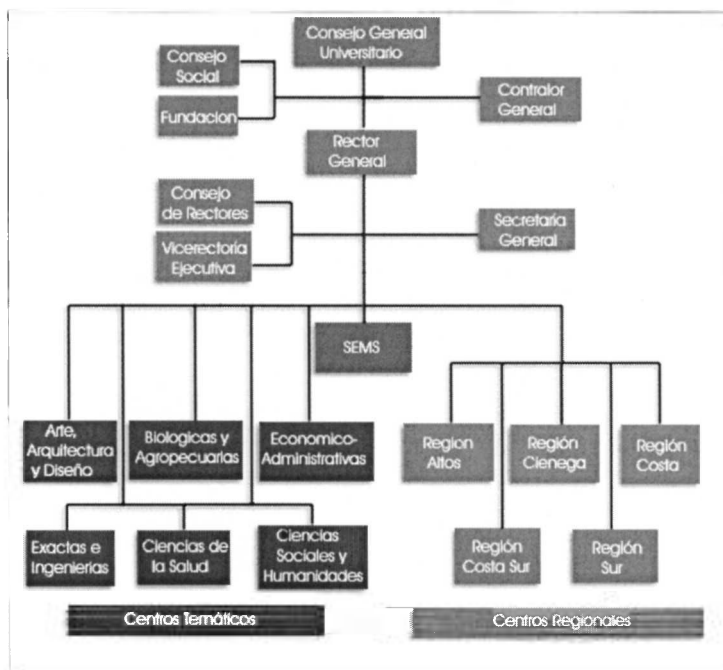 Consejo General
Universitario
Consejo
Social
Contralor
General
Fundacion
Rector
General
Consejo
de Rectores
Secretaría
General
Vicerectoría
Ejecutiva
SEMS
Arte,
Arquitectura
y Diseño
Biologicas y
Agropecuarias
Economico-
Administrativas
Region
Altos
Región
Cienega
Región
Costa
Exactas e
Ingenierias
Ciencias de
la Salud
Ciencias
Sociales y
Humanidades
Región
Costa Sur
Región
Sur
Centros Temáticos
Centros Regionales